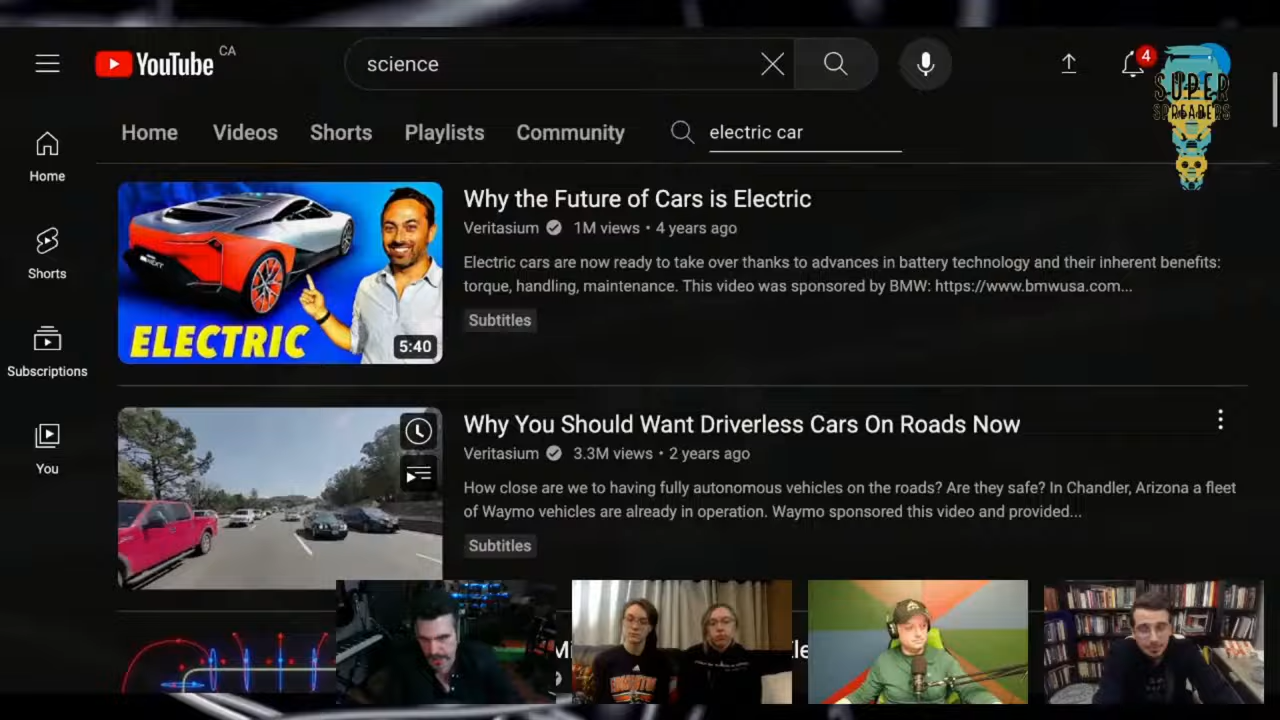 YouTube CA
science
4
SUPER
SPREADERS
Home
Videos
Shorts
Playlists
Community
electric car
Home
Shorts
Subscriptions
You
ELECTRIC
5:40
Why the Future of Cars is Electric
Veritasium 1M views • 4 years ago
Electric cars are now ready to take over thanks to advances in battery technology and their inherent benefits:
torque, handling, maintenance. This video was sponsored by BMW: https://www.bmwusa.com...
Subtitles
Why You Should Want Driverless Cars On Roads Now
Veritasium 3.3M views • 2 years ago
How close are we to having fully autonomous vehicles on the roads? Are they safe? In Chandler, Arizona a fleet
of Waymo vehicles are already in operation. Waymo sponsored this video and provided...
Subtitles